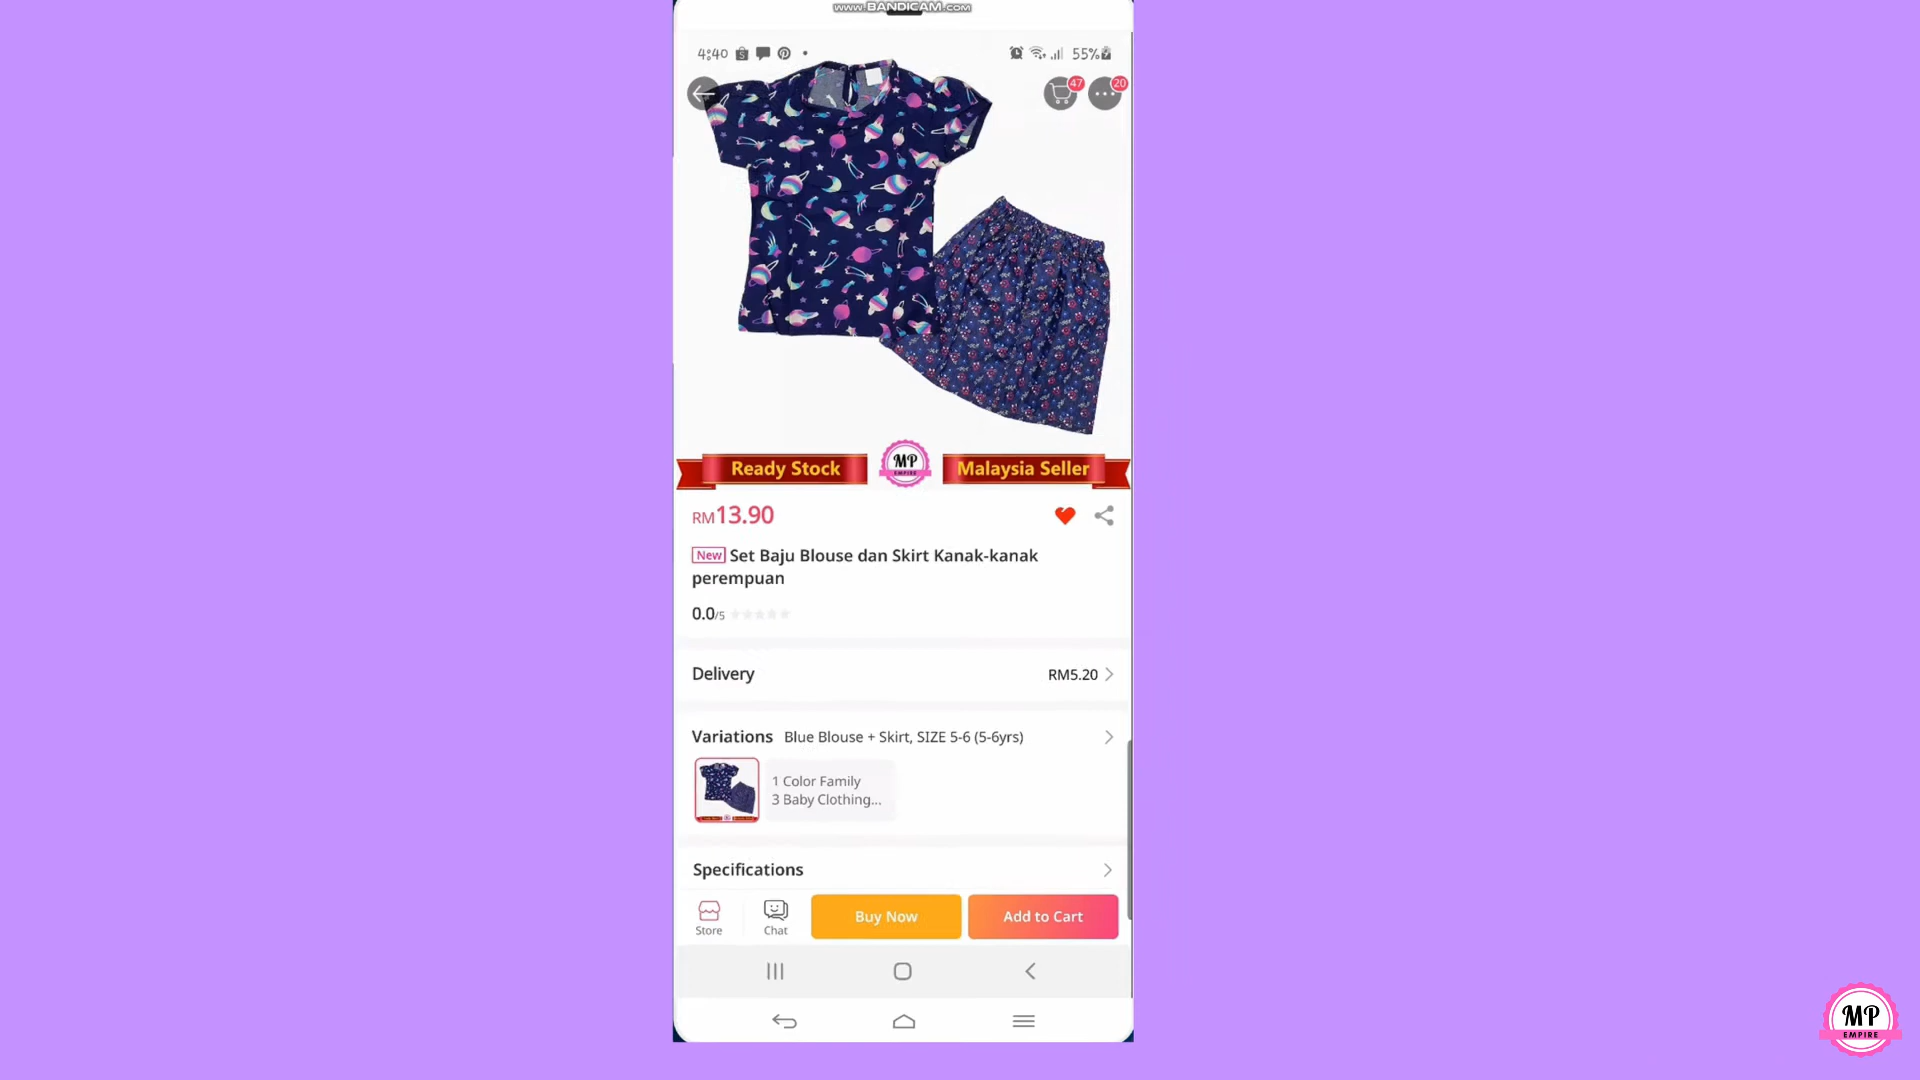 www.BANDICAM.com
4:40
55%
47
20
Ready Stock
MP
EMPIRE
Malaysia Seller
RM13.90
New Set Baju Blouse dan Skirt Kanak-kanak
perempuan
0.0/5
Delivery
RM5.20
Variations Blue Blouse + Skirt, SIZE 5-6 (5-6yrs)
1 Color Family
3 Baby Clothing...
Specifications
Store
Chat
Buy Now
Add to Cart
MP
EMPIRE